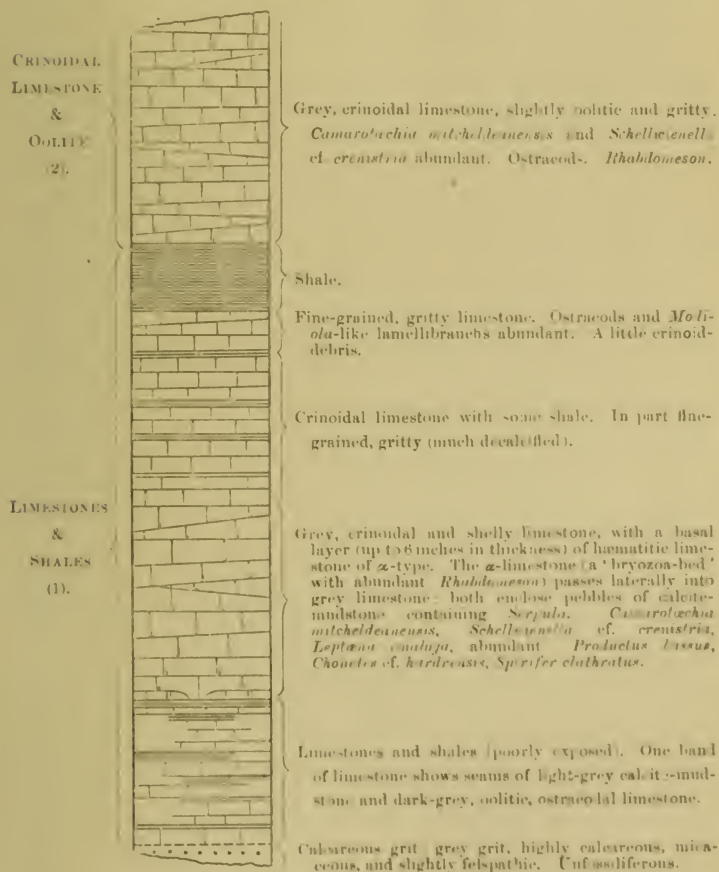 CRINOIDAL
LIMESTONE
&
OOLITE
(2).
Grey, crinoidal limestone, slightly oolitic and gritty.
Camarotœchia mitcheldeanensis and Schellwienella
cf. crenistria abundant. Ostracods. Rhabdomeson.
Shale.
Fine-grained, gritty limestone. Ostracods and Modi-
ola-like lamellibranchs abundant. A little crinoid-
debris.
Crinoidal limestone with some shale. In part fine-
grained, gritty (much decalcified).
LIMESTONES
&
SHALES
(1).
Grey, crinoidal and shelly limestone, with a basal
layer (up to 6 inches in thickness) of hæmatitic lime-
stone of α-type. The α-limestone (a 'bryozoa-bed'
with abundant Rhabdomeson) passes laterally into
grey limestone; both enclose pebbles of calcite-
mudstone containing Serpula. Camarotœchia
mitcheldeanensis, Schellwienella cf. crenistria,
Leptæna analoga, abundant. Productus bassus,
Chonetes cf. hardrensis, Spirifer clathratus.
Limestones and shales (poorly exposed). One band
of limestone shows seams of light-grey calcite-mud-
stone and dark-grey, oolitic, ostracodal limestone.
Calcareous grit: grey grit, highly calcareous, mica-
ceous, and slightly felspathic. Unfossiliferous.